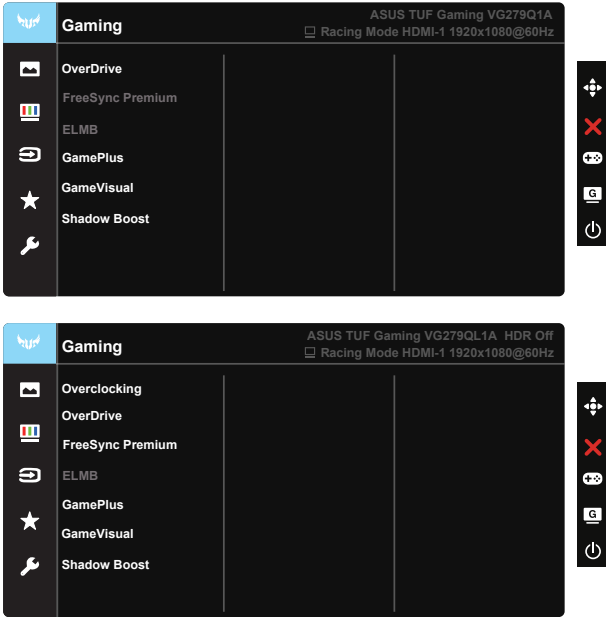 Gaming
ASUS TUF Gaming VG279Q1A
Racing Mode HDMI-1 1920x1080@60Hz
OverDrive
FreeSync Premium
ELMB
GamePlus
GameVisual
Shadow Boost
G
Gaming
ASUS TUF Gaming VG279QL1A HDR Off
Racing Mode HDMI-1 1920x1080@60Hz
Overclocking
OverDrive
FreeSync Premium
ELMB
GamePlus
GameVisual
Shadow Boost
G